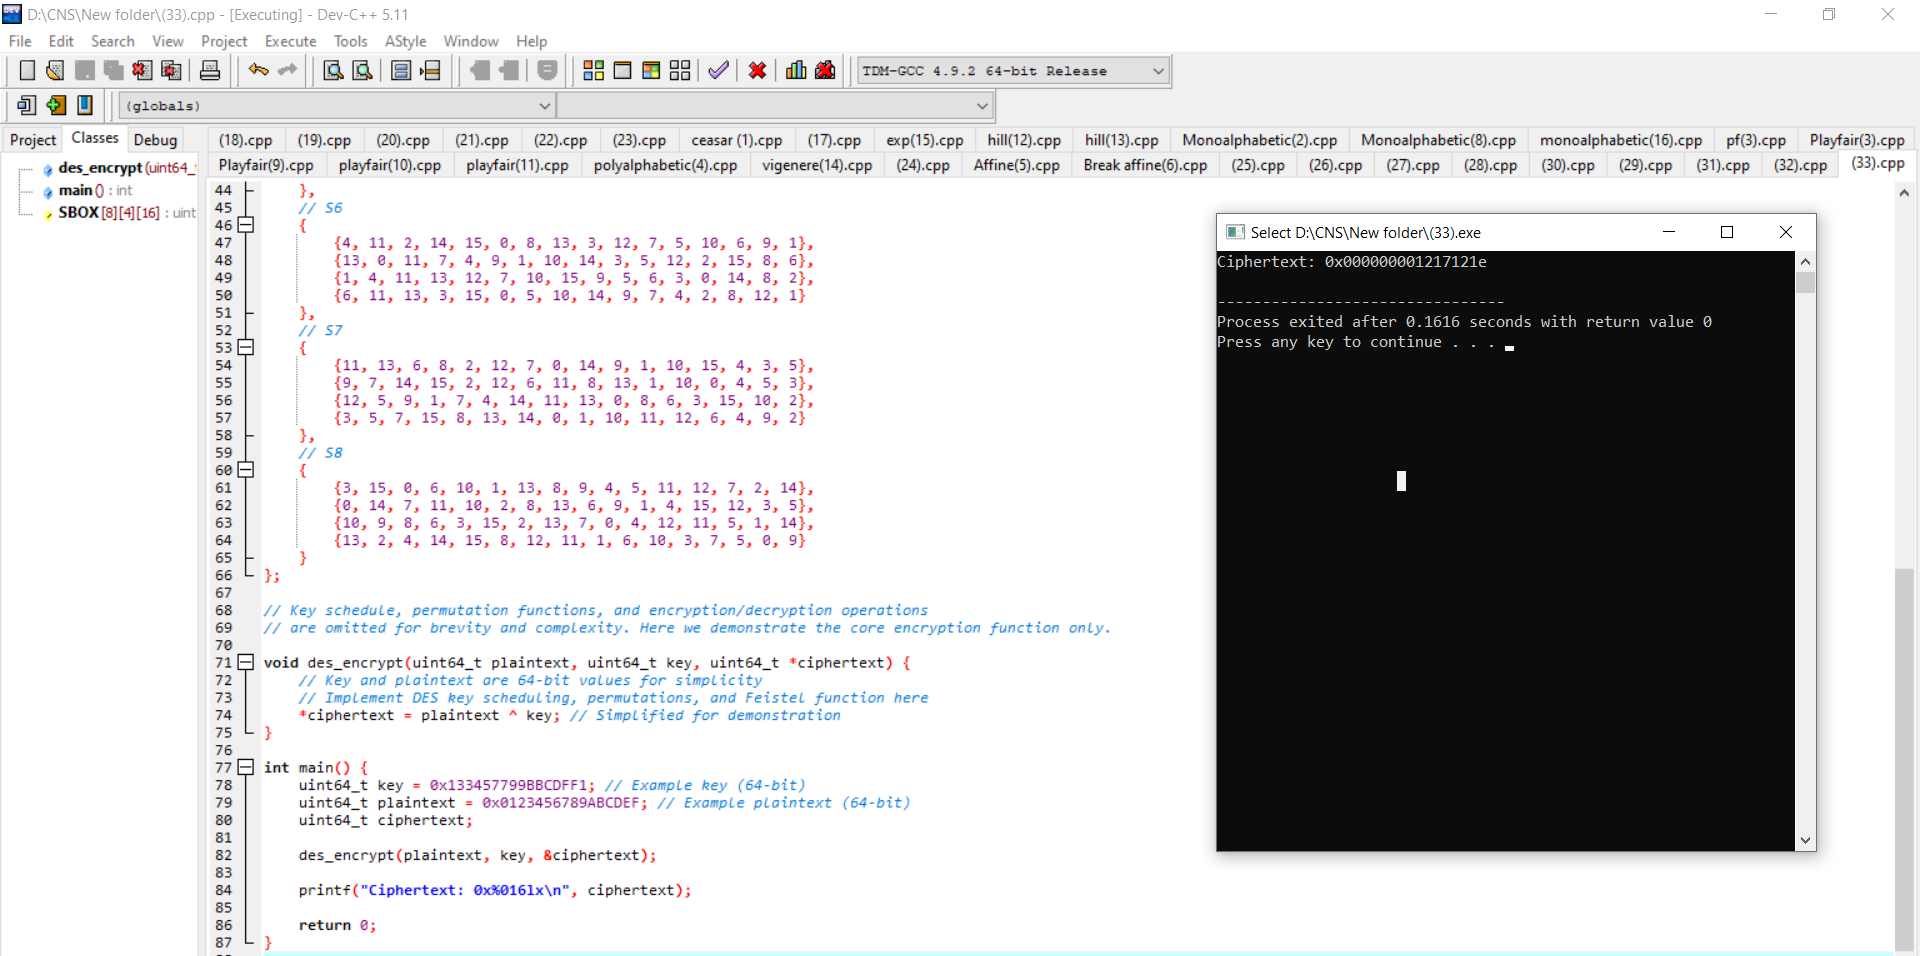 D:\CNS\New folder\(33).cpp - [Executing] - Dev-C++ 5.11
File Edit Search View Project Execute Tools AStyle Window Help
TDM-GCC 4.9.2 64-bit Release
(globals)
Project Classes Debug
(18).cpp (19).cpp (20).cpp (21).cpp (22).cpp (23).cpp ceasar (1).cpp (17).cpp exp(15).cpp hill(12).cpp hill(13).cpp Monoalphabetic(2).cpp Monoalphabetic(8).cpp monoalphabetic(16).cpp pf(3).cpp Playfair(3).cpp
Playfair(9).cpp playfair(10).cpp playfair(11).cpp polyalphabetic(4).cpp vigenere(14).cpp (24).cpp Affine(5).cpp Break affine(6).cpp (25).cpp (26).cpp (27).cpp (28).cpp (30).cpp (29).cpp (31).cpp (32).cpp (33).cpp
des_encrypt (uint64_
main () : int
SBOX [8][4][16] : uint
44 },
45 // S6
46 {
47 {4, 11, 2, 14, 15, 0, 8, 13, 3, 12, 7, 5, 10, 6, 9, 1},
48 {13, 0, 11, 7, 4, 9, 1, 10, 14, 3, 5, 12, 2, 15, 8, 6},
49 {1, 4, 11, 13, 12, 7, 10, 15, 9, 5, 6, 3, 0, 14, 8, 2},
50 {6, 11, 13, 3, 15, 0, 5, 10, 14, 9, 7, 4, 2, 8, 12, 1}
51 },
52 // S7
53 {
54 {11, 13, 6, 8, 2, 12, 7, 0, 14, 9, 1, 10, 15, 4, 3, 5},
55 {9, 7, 14, 15, 2, 12, 6, 11, 8, 13, 1, 10, 0, 4, 5, 3},
56 {12, 5, 9, 1, 7, 4, 14, 11, 13, 0, 8, 6, 3, 15, 10, 2},
57 {3, 5, 7, 15, 8, 13, 14, 0, 1, 10, 11, 12, 6, 4, 9, 2}
58 },
59 // S8
60 {
61 {3, 15, 0, 6, 10, 1, 13, 8, 9, 4, 5, 11, 12, 7, 2, 14},
62 {0, 14, 7, 11, 10, 2, 8, 13, 6, 9, 1, 4, 15, 12, 3, 5},
63 {10, 9, 8, 6, 3, 15, 2, 13, 7, 0, 4, 12, 11, 5, 1, 14},
64 {13, 2, 4, 14, 15, 8, 12, 11, 1, 6, 10, 3, 7, 5, 0, 9}
65 }
66 };
67
68 // Key schedule, permutation functions, and encryption/decryption operations
69 // are omitted for brevity and complexity. Here we demonstrate the core encryption function only.
70
71 void des_encrypt(uint64_t plaintext, uint64_t key, uint64_t *ciphertext) {
72 // Key and plaintext are 64-bit values for simplicity
73 // Implement DES key scheduling, permutations, and Feistel function here
74 *ciphertext = plaintext ^ key; // Simplified for demonstration
75 }
76
77 int main() {
78 uint64_t key = 0x133457799BBCDFF1; // Example key (64-bit)
79 uint64_t plaintext = 0x0123456789ABCDEF; // Example plaintext (64-bit)
80 uint64_t ciphertext;
81
82 des_encrypt(plaintext, key, &ciphertext);
83
84 printf("Ciphertext: 0x%016lx\n", ciphertext);
85
86 return 0;
87 }
Select D:\CNS\New folder\(33).exe
Ciphertext: 0x000000001217121e
--------------------------------
Process exited after 0.1616 seconds with return value 0
Press any key to continue . . .